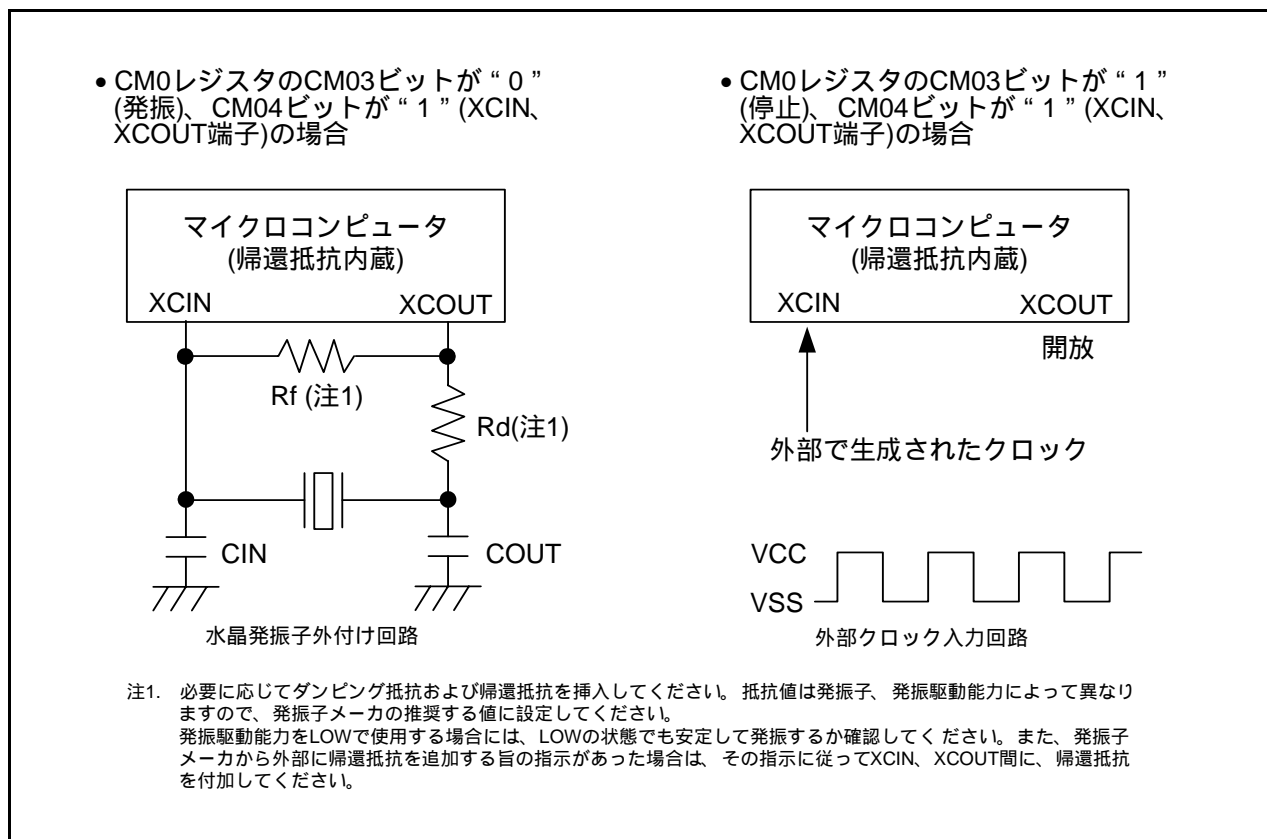 • CM0レジスタのCM03ビットが“0”
(発振)、CM04ビットが“1”(XCIN、
XCOUT端子)の場合
マイクロコンピュータ
(帰還抵抗内蔵)
XCIN
XCOUT
Rf (注1)
Rd(注1)
CIN
COUT
水晶発振子外付け回路
• CM0レジスタのCM03ビットが“1”
(停止)、CM04ビットが“1”(XCIN、
XCOUT端子)の場合
マイクロコンピュータ
(帰還抵抗内蔵)
XCIN
XCOUT
開放
外部で生成されたクロック
VCC
VSS
外部クロック入力回路
注1. 必要に応じてダンピング抵抗および帰還抵抗を挿入してください。抵抗値は発振子、発振駆動能力によって異なり
ますので、発振子メーカの推奨する値に設定してください。
発振駆動能力をLOWで使用する場合には、LOWの状態でも安定して発振するか確認してください。また、発振子
メーカから外部に帰還抵抗を追加する旨の指示があった場合は、その指示に従ってXCIN、XCOUT間に、帰還抵抗
を付加してください。